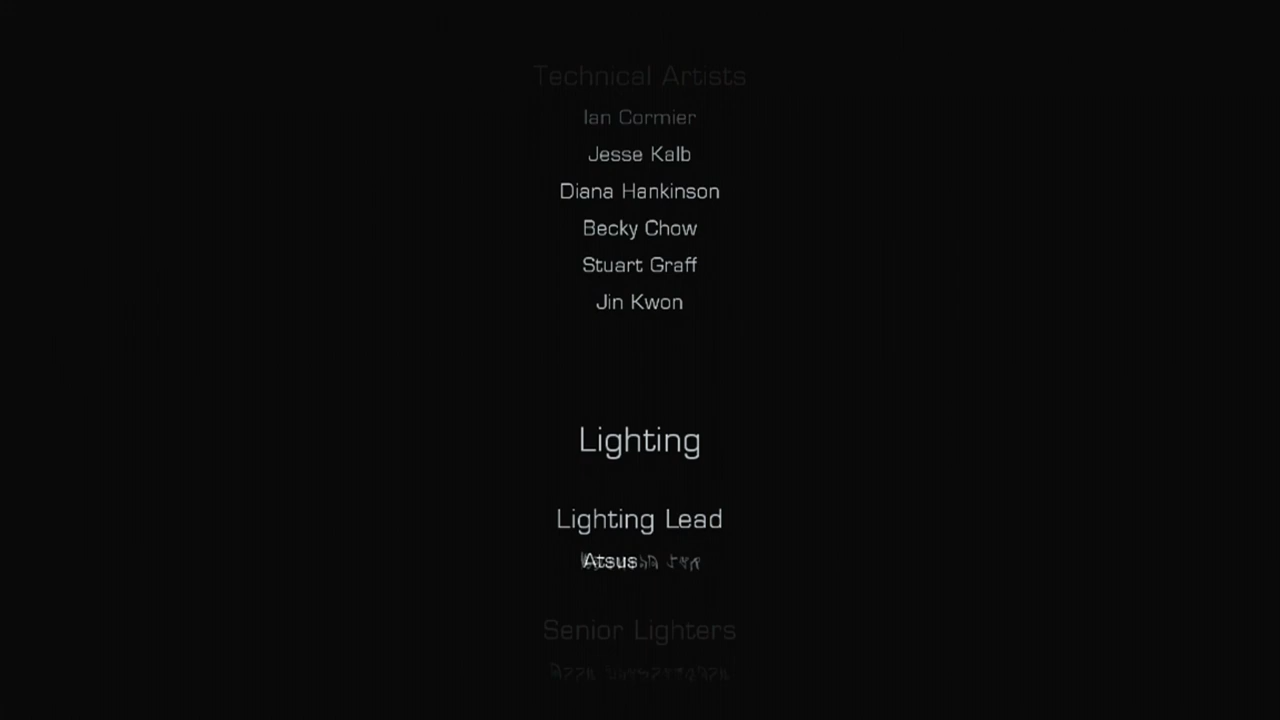 Technical Artists
Ian Cormier
Jesse Kalb
Diana Hankinson
Becky Chow
Stuart Graff
Jin Kwon
Lighting
Lighting Lead
Atsus
Senior Lighters